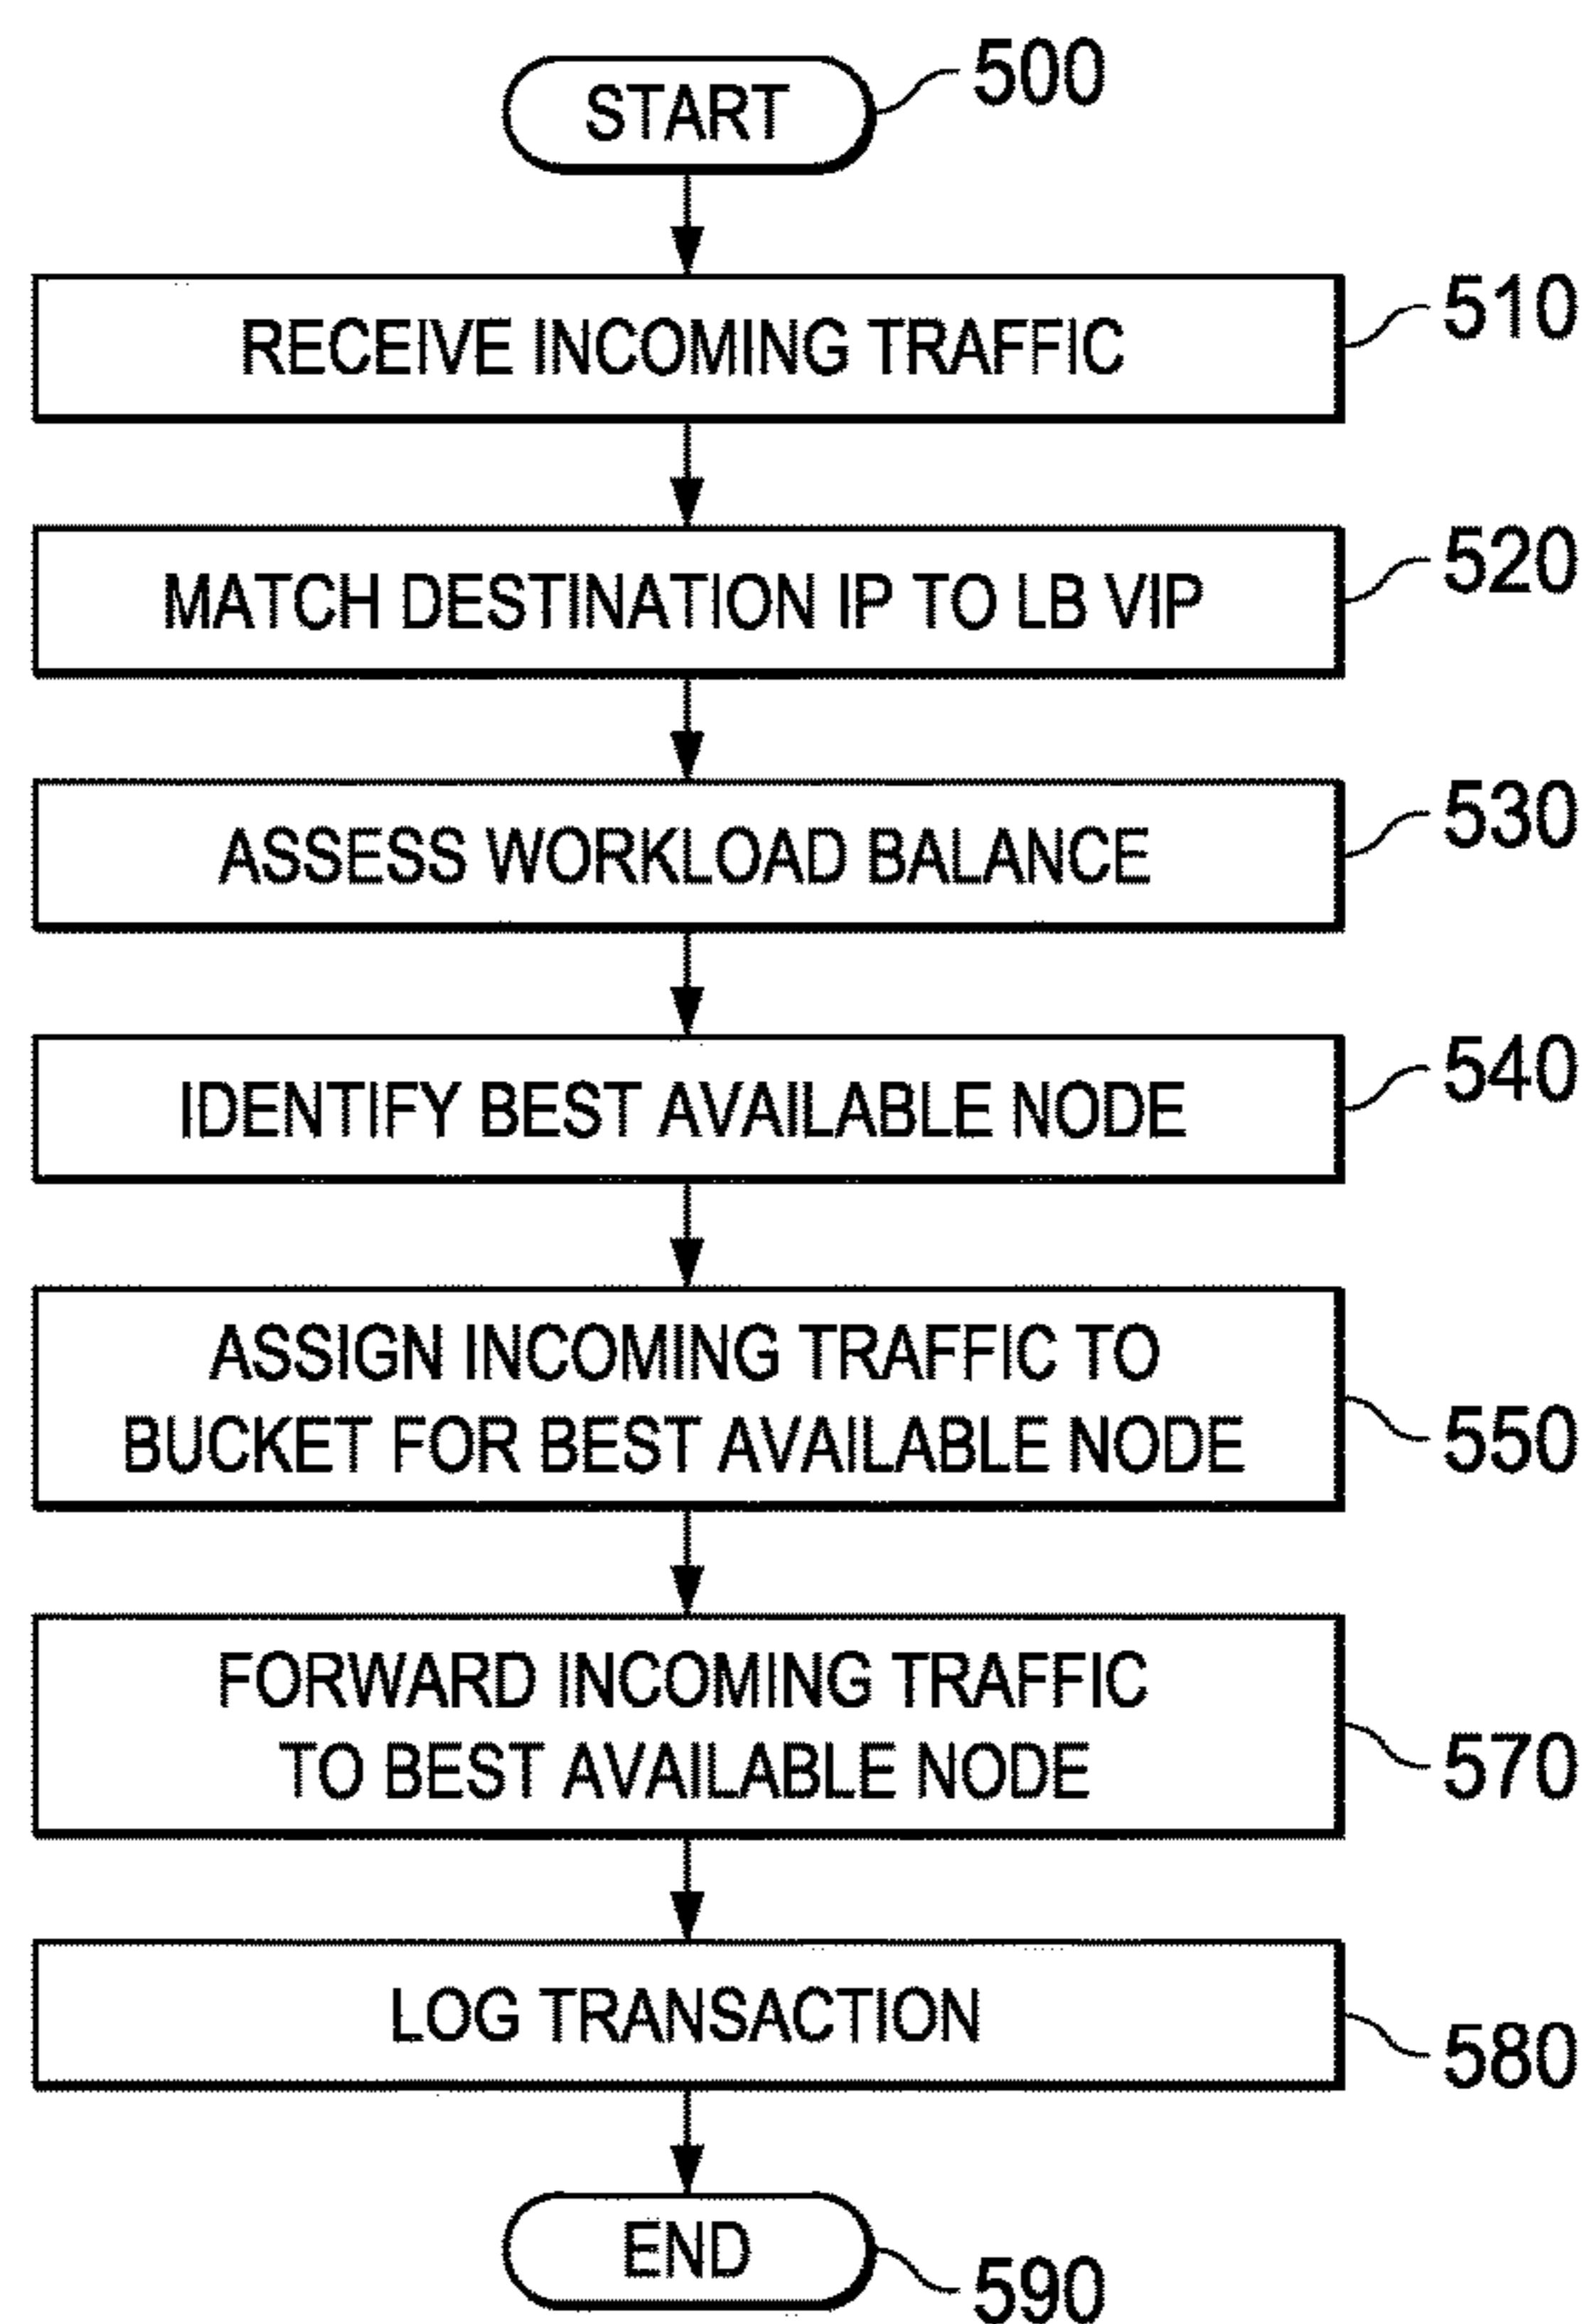 START
500
RECEIVE INCOMING TRAFFIC
510
MATCH DESTINATION IP TO LB VIP
520
ASSESS WORKLOAD BALANCE
530
IDENTIFY BEST AVAILABLE NODE
540
ASSIGN INCOMING TRAFFIC TO
BUCKET FOR BEST AVAILABLE NODE
550
FORWARD INCOMING TRAFFIC
TO BEST AVAILABLE NODE
570
LOG TRANSACTION
580
END
590